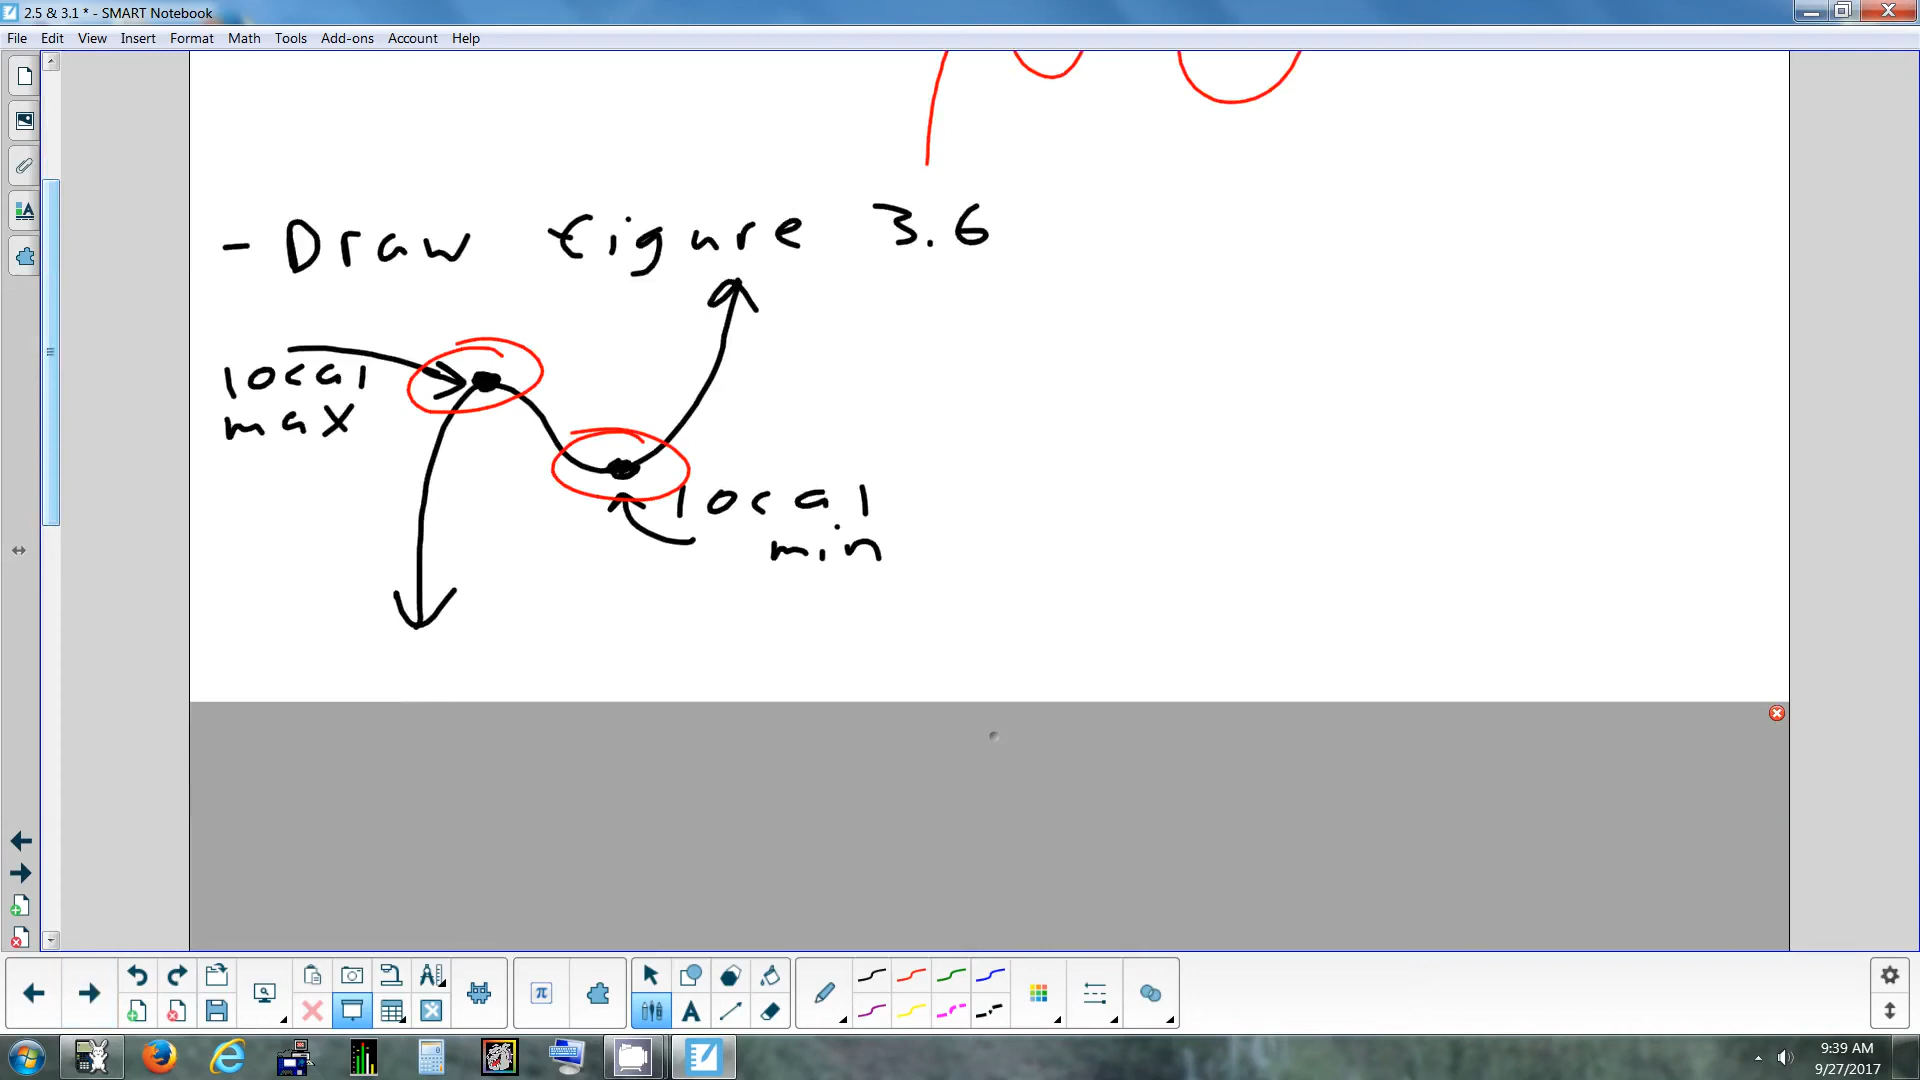 2.5 & 3.1 * - SMART Notebook
File Edit View Insert Format Math Tools Add-ons Account Help
- Draw figure 3.6
local
max
local
min
π
A
9:39 AM
9/27/2017